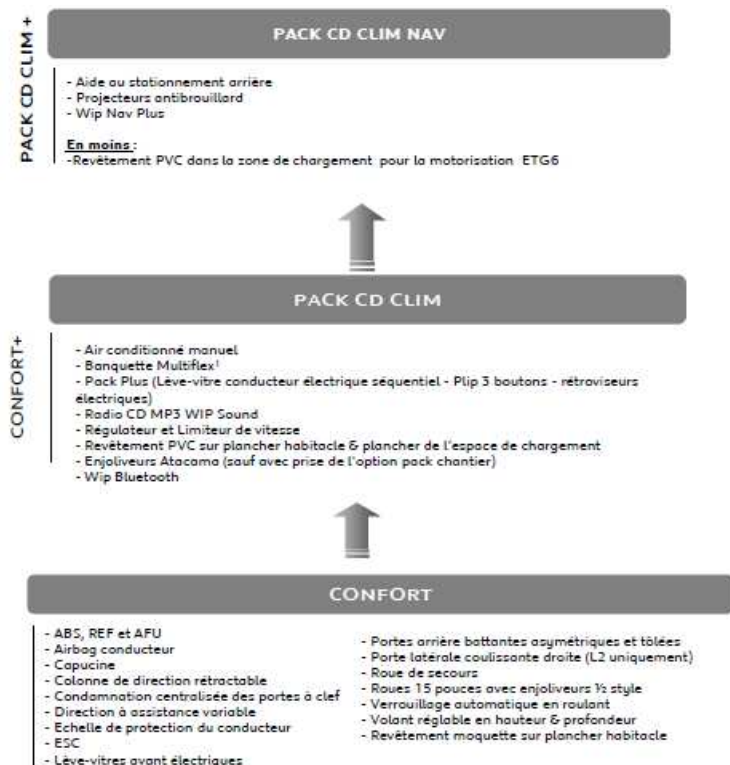 PACK CD CLIM +
PACK CD CLIM NAV
- Aide au stationnement arrière
- Projecteurs antibrouillard
- Wip Nav Plus
En moins :
-Revêtement PVC dans la zone de chargement pour la motorisation ETG6
CONFORT+
PACK CD CLIM
- Air conditionné manuel
- Banquette Multiflex¹
- Pack Plus (Lève-vitre conducteur électrique séquentiel - Plip 3 boutons - rétroviseurs
électriques)
- Radio CD MP3 WIP Sound
- Régulateur et Limiteur de vitesse
- Revêtement PVC sur plancher habitacle & plancher de l'espace de chargement
- Enjoliveurs Atacama (sauf avec prise de l'option pack chantier)
- Wip Bluetooth
CONFORT
- ABS, REF et AFU
- Airbag conducteur
- Capucine
- Colonne de direction rétractable
- Condamnation centralisée des portes à clef
- Direction à assistance variable
- Echelle de protection du conducteur
- ESC
- Lève-vitres avant électriques
- Portes arrière battantes asymétriques et tôlées
- Porte latérale coulissante droite (L2 uniquement)
- Roue de secours
- Roues 15 pouces avec enjoliveurs ½ style
- Verrouillage automatique en roulant
- Volant réglable en hauteur & profondeur
- Revêtement moquette sur plancher habitacle